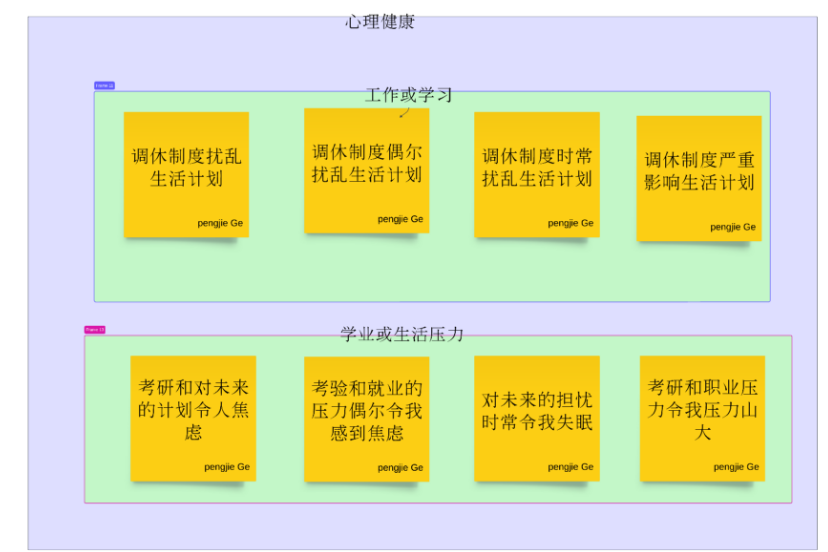 心理健康
工作或学习
调休制度扰乱
生活计划
pengjie Ge
调休制度偶尔
扰乱生活计划
pengjie Ge
调休制度时常
扰乱生活计划
pengjie Ge
调休制度严重
影响生活计划
pengjie Ge
学业或生活压力
考研和对未来
的计划令人焦
虑
pengjie Ge
考验和就业的
压力偶尔令我
感到焦虑
pengjie Ge
对未来的担忧
时常令我失眠
pengjie Ge
考研和职业压
力令我压力山
大
pengjie Ge